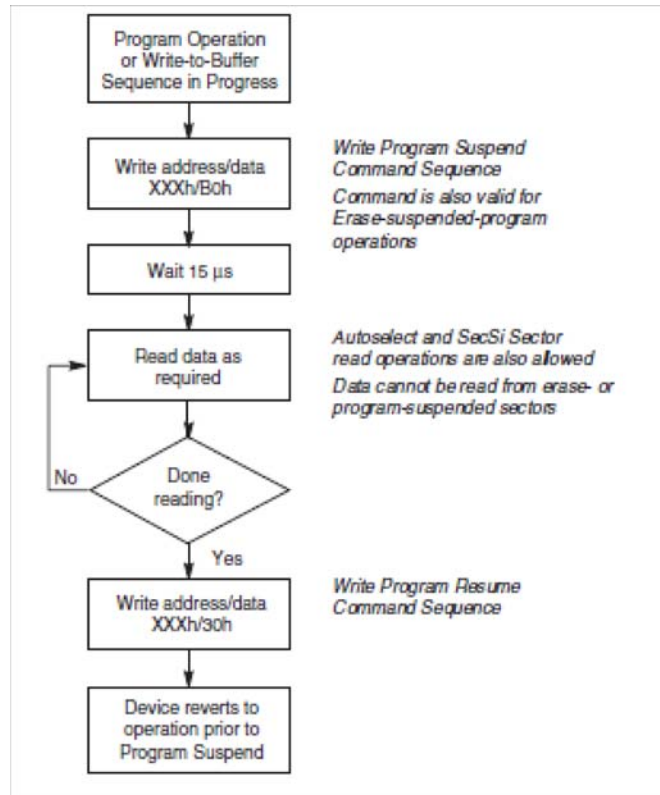 Program Operation
or Write-to-Buffer
Sequence in Progress
Write address/data
XXXh/B0h
Write Program Suspend
Command Sequence
Command is also valid for
Erase-suspended-program
operations
Wait 15 μs
Read data as
required
Autoselect and SecSi Sector
read operations are also allowed
Data cannot be read from erase- or
program-suspended sectors
No
Done
reading?
Yes
Write address/data
XXXh/30h
Write Program Resume
Command Sequence
Device reverts to
operation prior to
Program Suspend